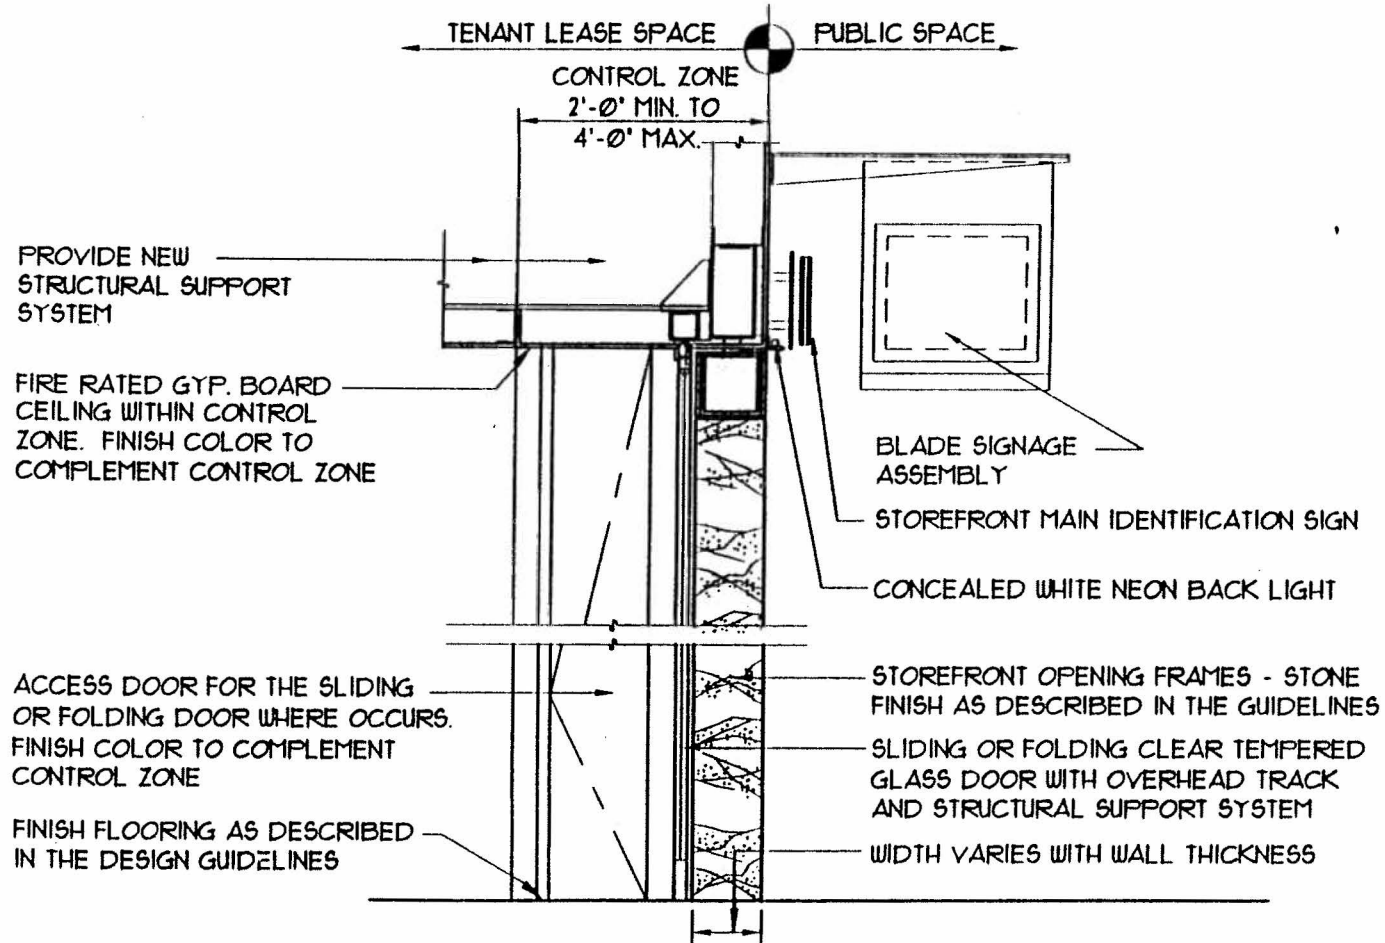 TENANT LEASE SPACE
PUBLIC SPACE
CONTROL ZONE
2'-0" MIN. TO
4'-0" MAX.
PROVIDE NEW
STRUCTURAL SUPPORT
SYSTEM
FIRE RATED GYP. BOARD
CEILING WITHIN CONTROL
ZONE. FINISH COLOR TO
COMPLEMENT CONTROL ZONE
BLADE SIGNAGE
ASSEMBLY
STOREFRONT MAIN IDENTIFICATION SIGN
CONCEALED WHITE NEON BACK LIGHT
ACCESS DOOR FOR THE SLIDING
OR FOLDING DOOR WHERE OCCURS.
FINISH COLOR TO COMPLEMENT
CONTROL ZONE
STOREFRONT OPENING FRAMES - STONE
FINISH AS DESCRIBED IN THE GUIDELINES
SLIDING OR FOLDING CLEAR TEMPERED
GLASS DOOR WITH OVERHEAD TRACK
AND STRUCTURAL SUPPORT SYSTEM
FINISH FLOORING AS DESCRIBED
IN THE DESIGN GUIDELINES
WIDTH VARIES WITH WALL THICKNESS